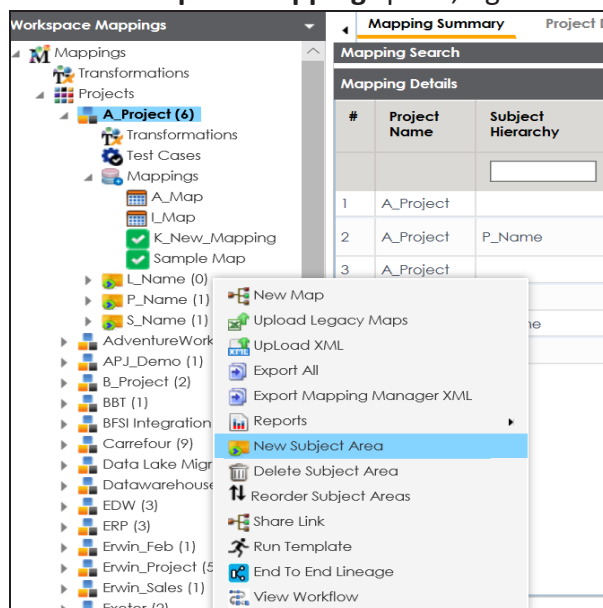 Mapping
Workspace Mappings
Mappings
Transformations
Projects
A_Project (6)
Transformations
Test Cases
Mappings
A_Map
I_Map
K_New_Mapping
Sample Map
L_Name (0)
P_Name (1)
S_Name (1)
AdventureWork
APJ_Demo (1)
B_Project (2)
BBT (1)
BFSI Integration
Carrefour (9)
Data Lake Migr
Datawarehouse
EDW (3)
ERP (3)
Erwin_Feb (1)
Erwin_Project (5
Erwin_Sales (1)
Exeter (2)
New Map
Upload Legacy Maps
UpLoad XML
Export All
Export Mapping Manager XML
Reports
New Subject Area
Delete Subject Area
Reorder Subject Areas
Share Link
Run Template
End To End Lineage
View Workflow
Mapping Summary
Project D
Mapping Search
Mapping Details
# Project Name Subject Hierarchy
1 A_Project
2 A_Project P_Name
3 A_Project
me